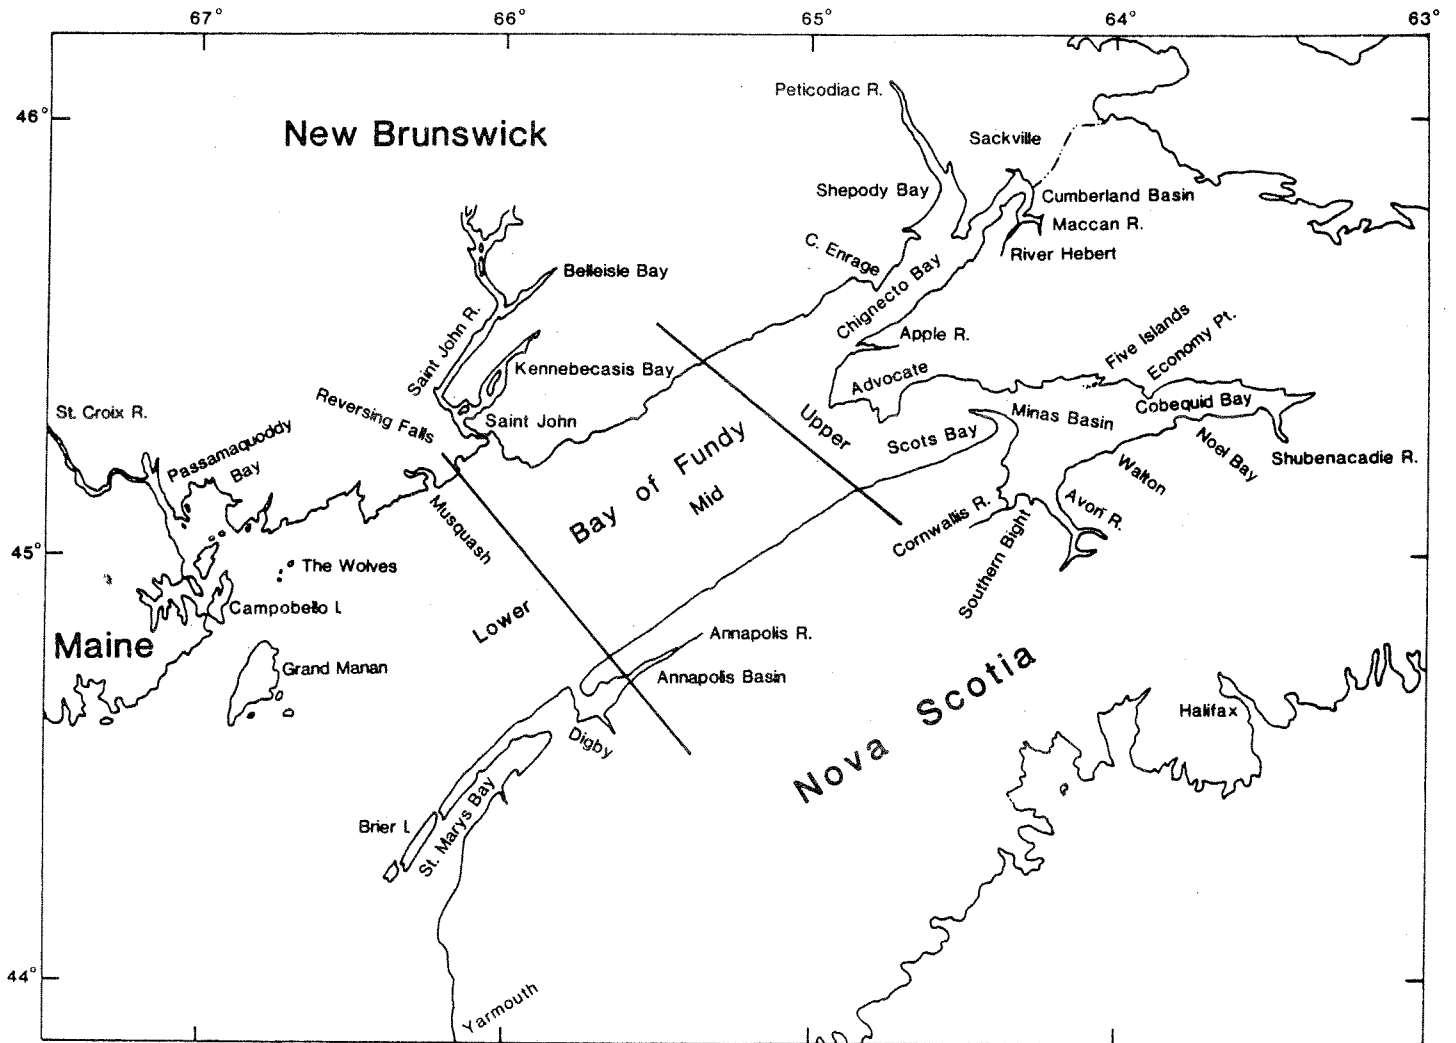 67°
66°
65°
64°
63°
46°
Peticodiac R.
New Brunswick
Sackville
Shepody Bay
Cumberland Basin
Maccan R.
River Hebert
C. Enrage
Chignecto Bay
Belleisle Bay
Saint John R.
Kennebecasis Bay
Apple R.
Advocate
Five Islands
Economy Pt.
Cobequid Bay
Minas Basin
St. Croix R.
Reversing Falls
Saint John
Upper
Scots Bay
Passamaquoddy
Bay
Noel Bay
Shubenacadie R.
Walton
Bay of Fundy
Mid
Musquash
Avon R.
Cornwallis R.
Southern Bight
45°
The Wolves
Campobello I.
Lower
Maine
Annapolis R.
Grand Manan
Annapolis Basin
Nova Scotia
Halifax
Digby
Brier I.
St. Marys Bay
44°
Yarmouth